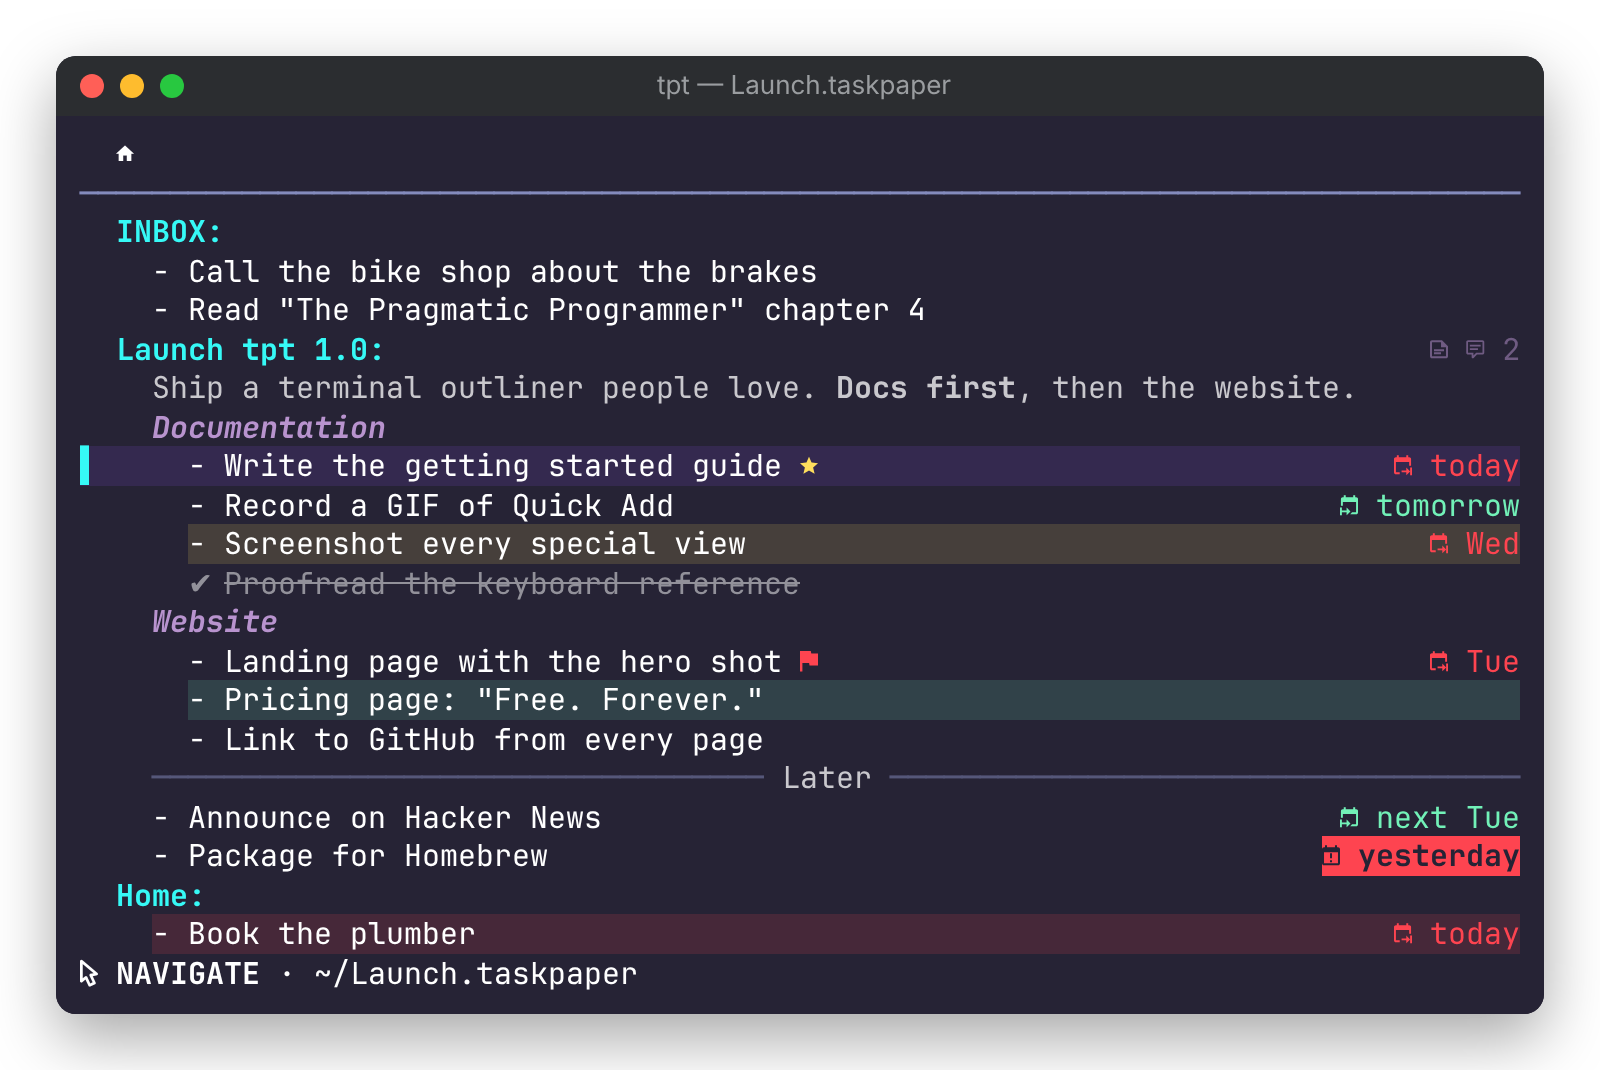 tpt — Launch.taskpaper
INBOX:
- Call the bike shop about the brakes
- Read "The Pragmatic Programmer" chapter 4
Launch tpt 1.0: 2
Ship a terminal outliner people love. Docs first, then the website.
Documentation
- Write the getting started guide ★ today
- Record a GIF of Quick Add tomorrow
- Screenshot every special view Wed
✔ Proofread the keyboard reference
Website
- Landing page with the hero shot Tue
- Pricing page: "Free. Forever."
- Link to GitHub from every page
Later
- Announce on Hacker News next Tue
- Package for Homebrew yesterday
Home:
- Book the plumber today
NAVIGATE · ~/Launch.taskpaper